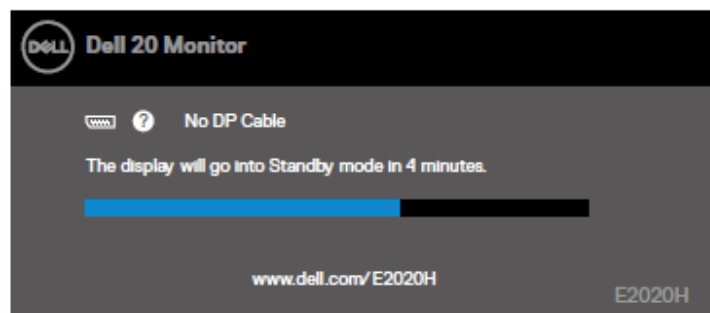 DELL Dell 20 Monitor
? No DP Cable
The display will go into Standby mode in 4 minutes.
www.dell.com/E2020H
E2020H